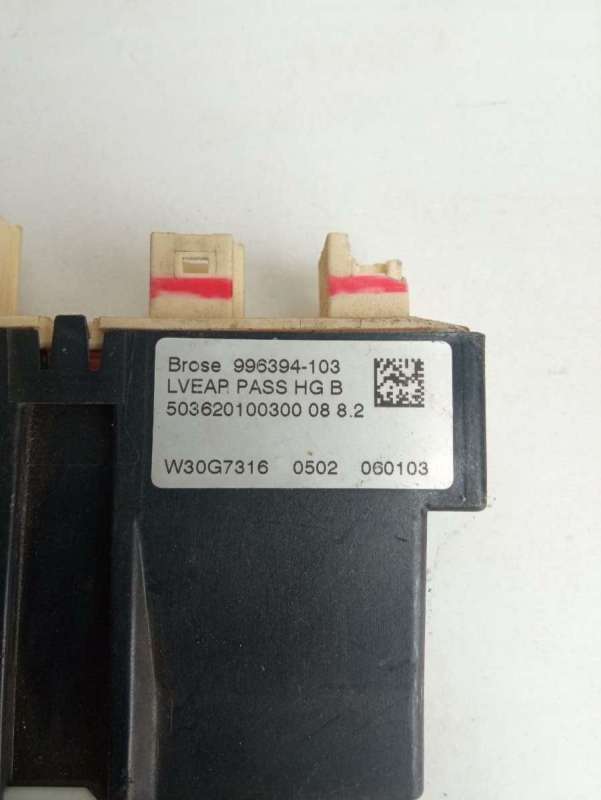 Brose 996394-103
LVEAP. PASS HG B
503620100300 08 8.2
W30G7316 0502 060103